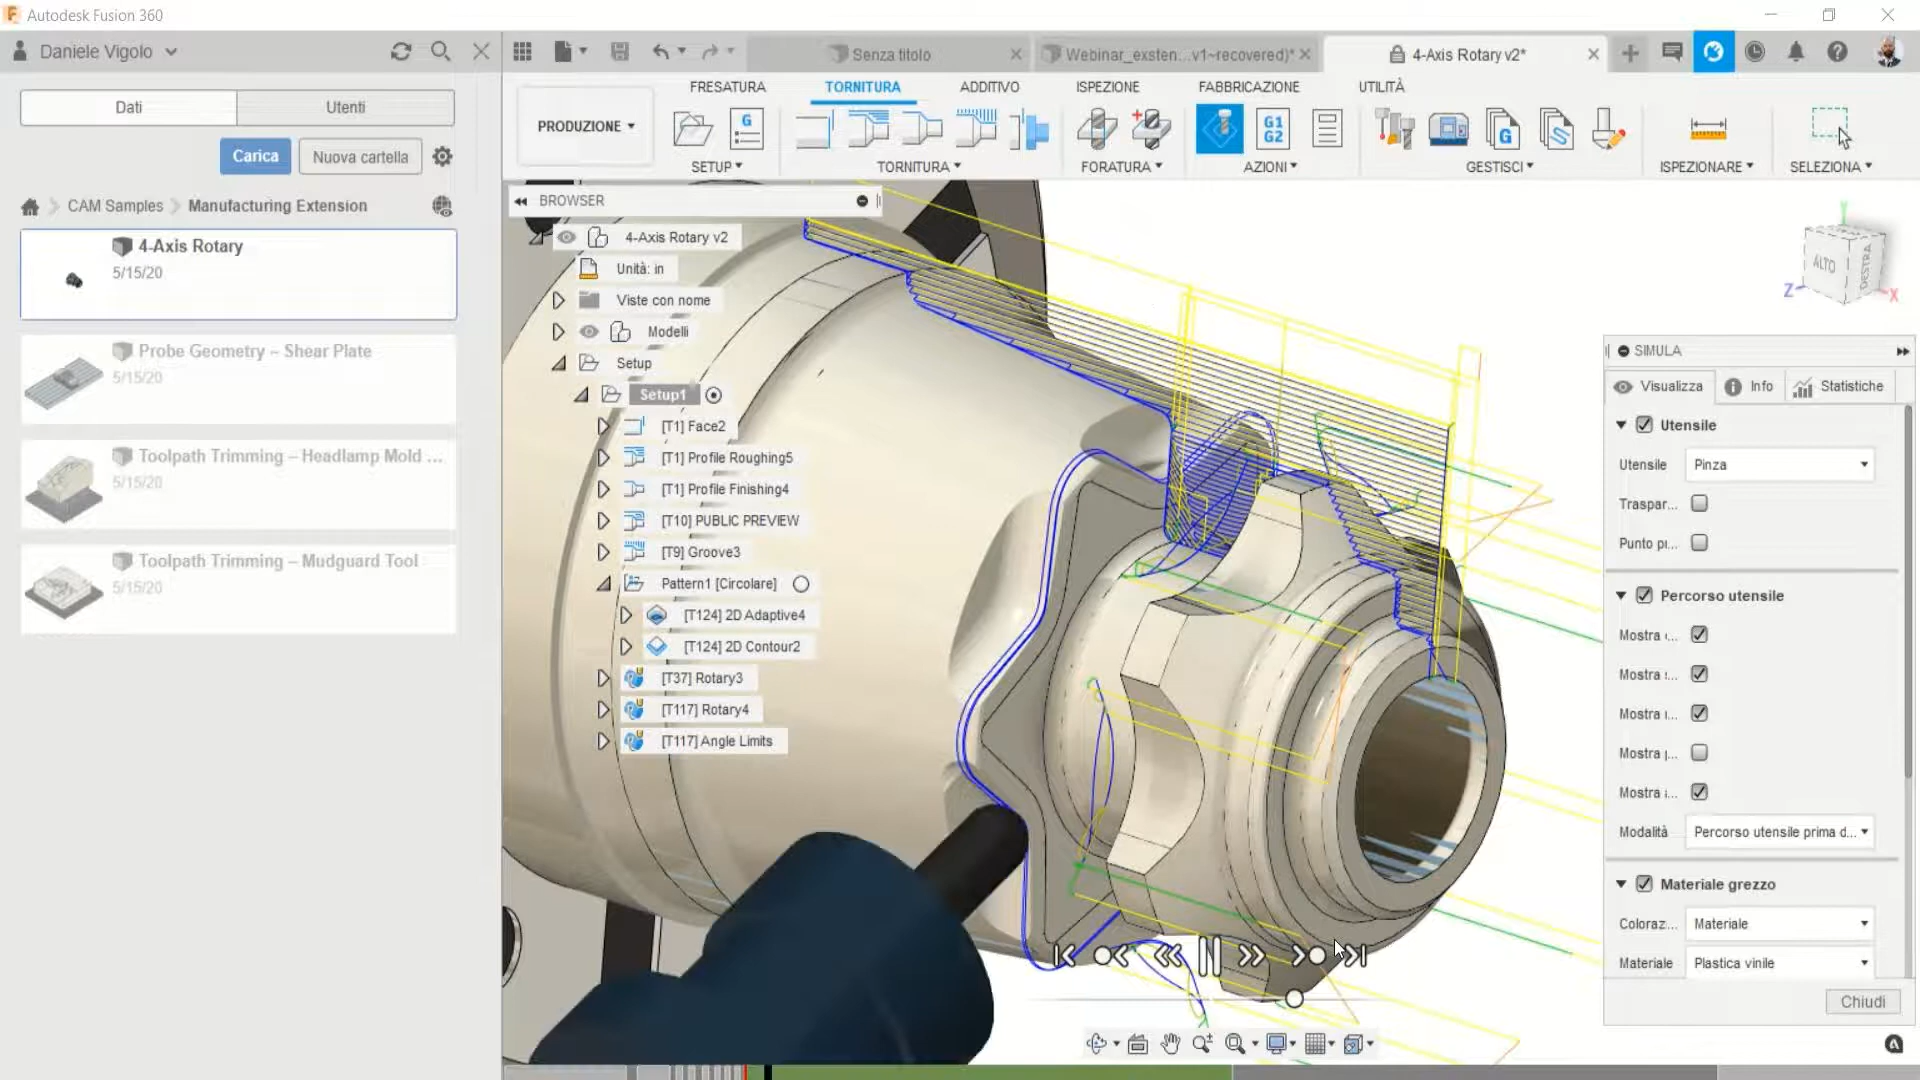 Autodesk Fusion 360
Daniele Vigolo
Senza titolo
Webinar_exsten...v1~recovered)*
4-Axis Rotary v2*
Dati
Utenti
FRESATURA
TORNITURA
ADDITIVO
ISPEZIONE
FABBRICAZIONE
UTILITÀ
PRODUZIONE
Carica
Nuova cartella
G
G1
G2
G
SETUP
TORNITURA
FORATURA
AZIONI
GESTISCI
ISPEZIONARE
SELEZIONA
CAM Samples
Manufacturing Extension
BROWSER
4-Axis Rotary
5/15/20
Probe Geometry – Shear Plate
5/15/20
Toolpath Trimming – Headlamp Mold ...
5/15/20
Toolpath Trimming – Mudguard Tool
5/15/20
4-Axis Rotary v2
Unità: in
Viste con nome
Modelli
Setup
Setup1
[T1] Face2
[T1] Profile Roughing5
[T1] Profile Finishing4
[T10] PUBLIC PREVIEW
[T9] Groove3
Pattern1 [Circolare]
[T124] 2D Adaptive4
[T124] 2D Contour2
[T37] Rotary3
[T117] Rotary4
[T117] Angle Limits
Y
ALTO
DESTRA
Z
X
SIMULA
Visualizza
Info
Statistiche
Utensile
Utensile
Pinza
Traspar...
Punto pı...
Percorso utensile
Mostra ...
Mostra ...
Mostra ...
Mostra ...
Mostra ...
Modalità
Percorso utensile prima d...
Materiale grezzo
Coloraz...
Materiale
Materiale
Plastica vinile
Chiudi